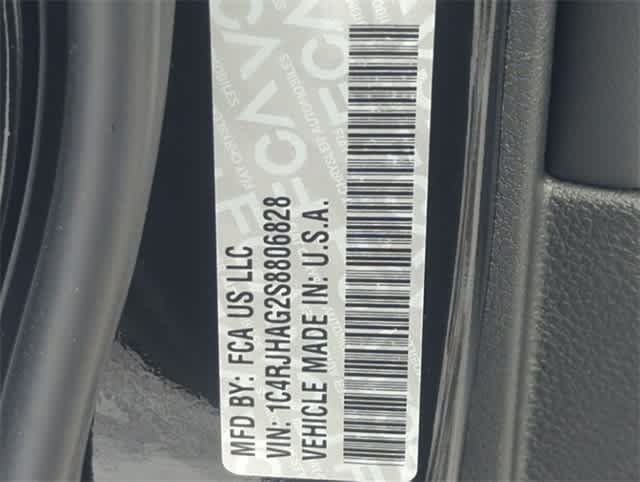 MFD BY: FCA US LLC
VIN: 1C4RJHAG2S8806828
VEHICLE MADE IN: U.S.A.